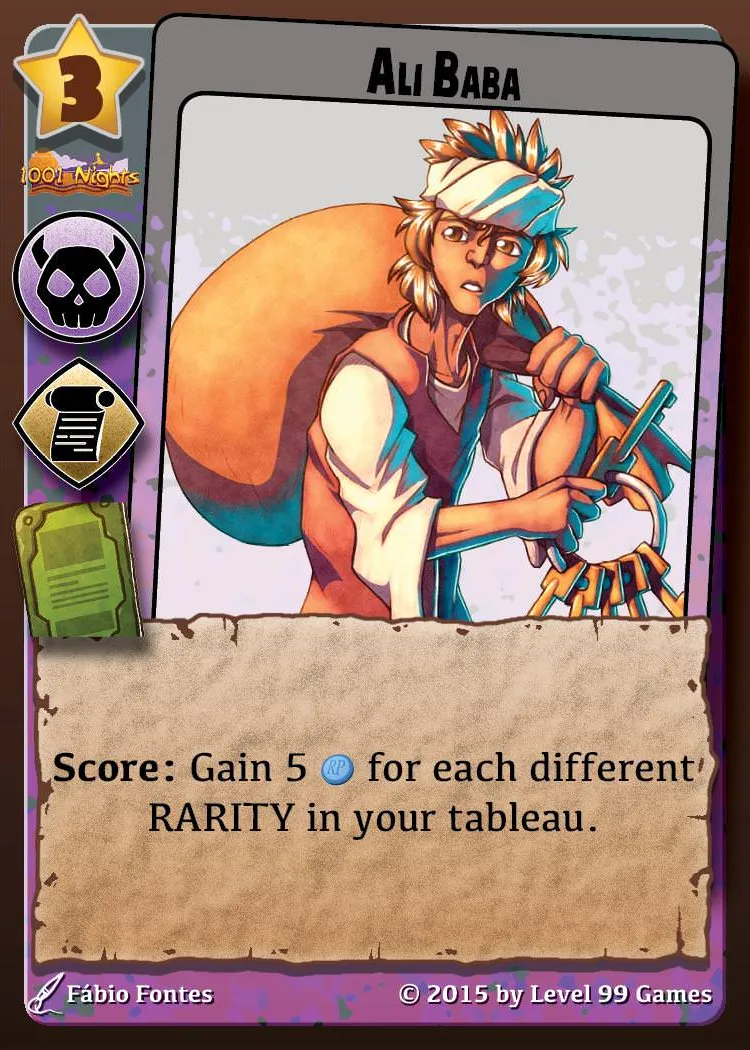 3
ALI BABA
1001 Nights
Score: Gain 5 RP for each different
RARITY in your tableau.
Fábio Fontes
© 2015 by Level 99 Games